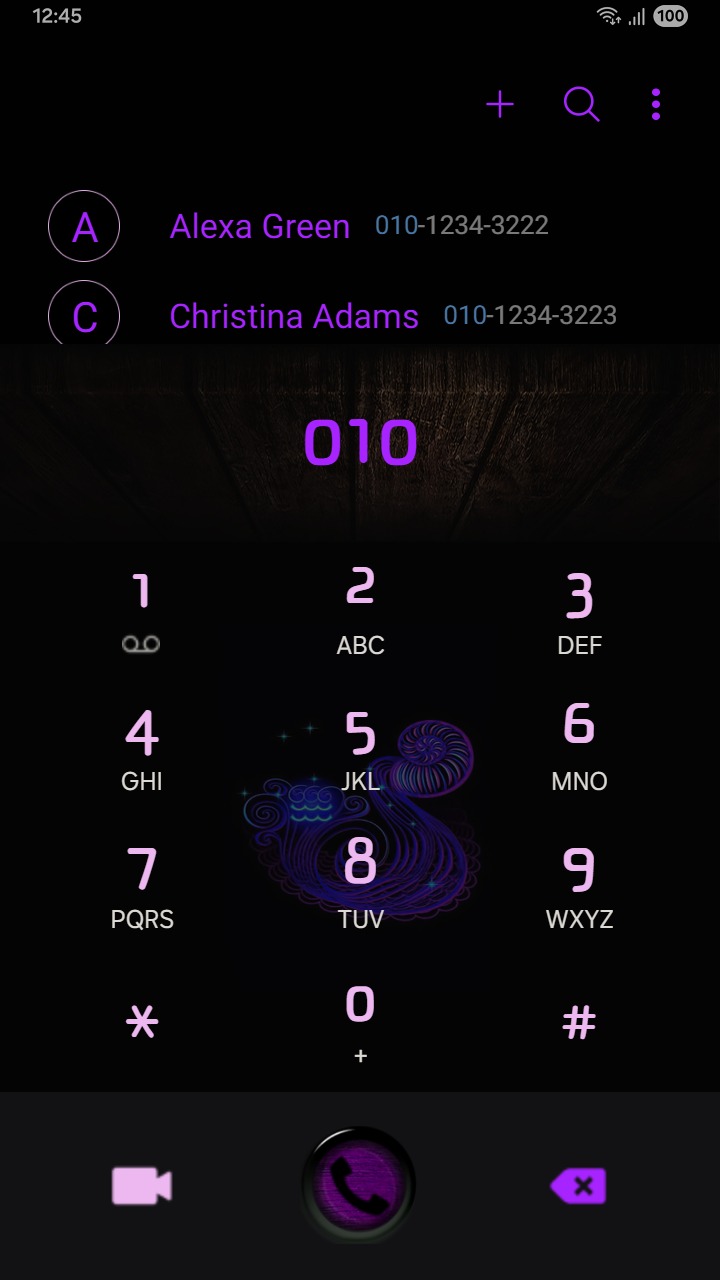 12:45 100
A Alexa Green 010-1234-3222
C Christina Adams 010-1234-3223
010
1 2 3
ABC DEF
4 5 6
GHI JKL MNO
7 8 9
PQRS TUV WXYZ
* 0 #
+